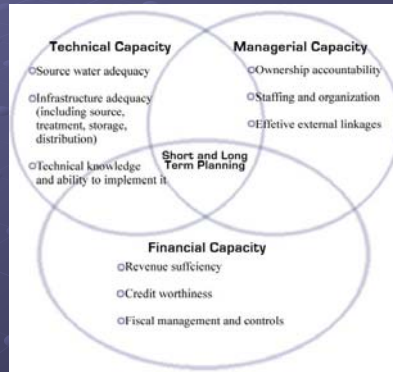 Technical Capacity
Source water adequacy
Infrastructure adequacy
(including source,
treatment, storage,
distribution)
Technical knowledge
and ability to implement it
Managerial Capacity
Ownership accountability
Staffing and organization
Effetive external linkages
Short and Long
Term Planning
Financial Capacity
Revenue suffciency
Credit worthiness
Fiscal management and controls